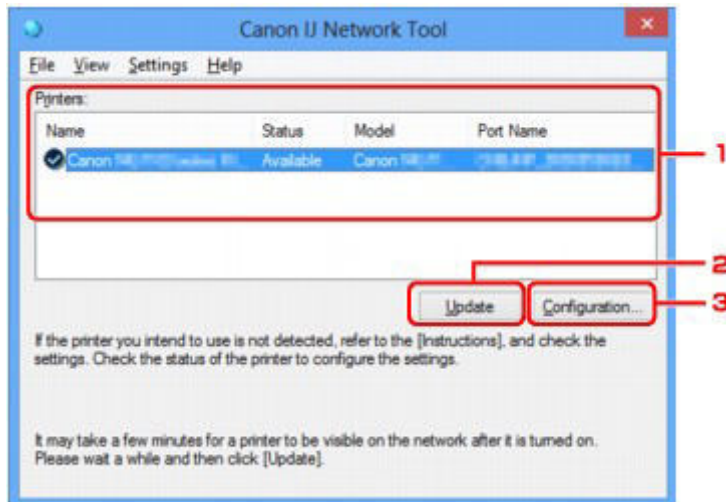 Canon IJ Network Tool
File View Settings Help
Printers:
Name Status Model Port Name
Canon Available Canon
1
2
Update Configuration...
3
If the printer you intend to use is not detected, refer to the [Instructions], and check the
settings. Check the status of the printer to configure the settings.
It may take a few minutes for a printer to be visible on the network after it is turned on.
Please wait a while and then click [Update].